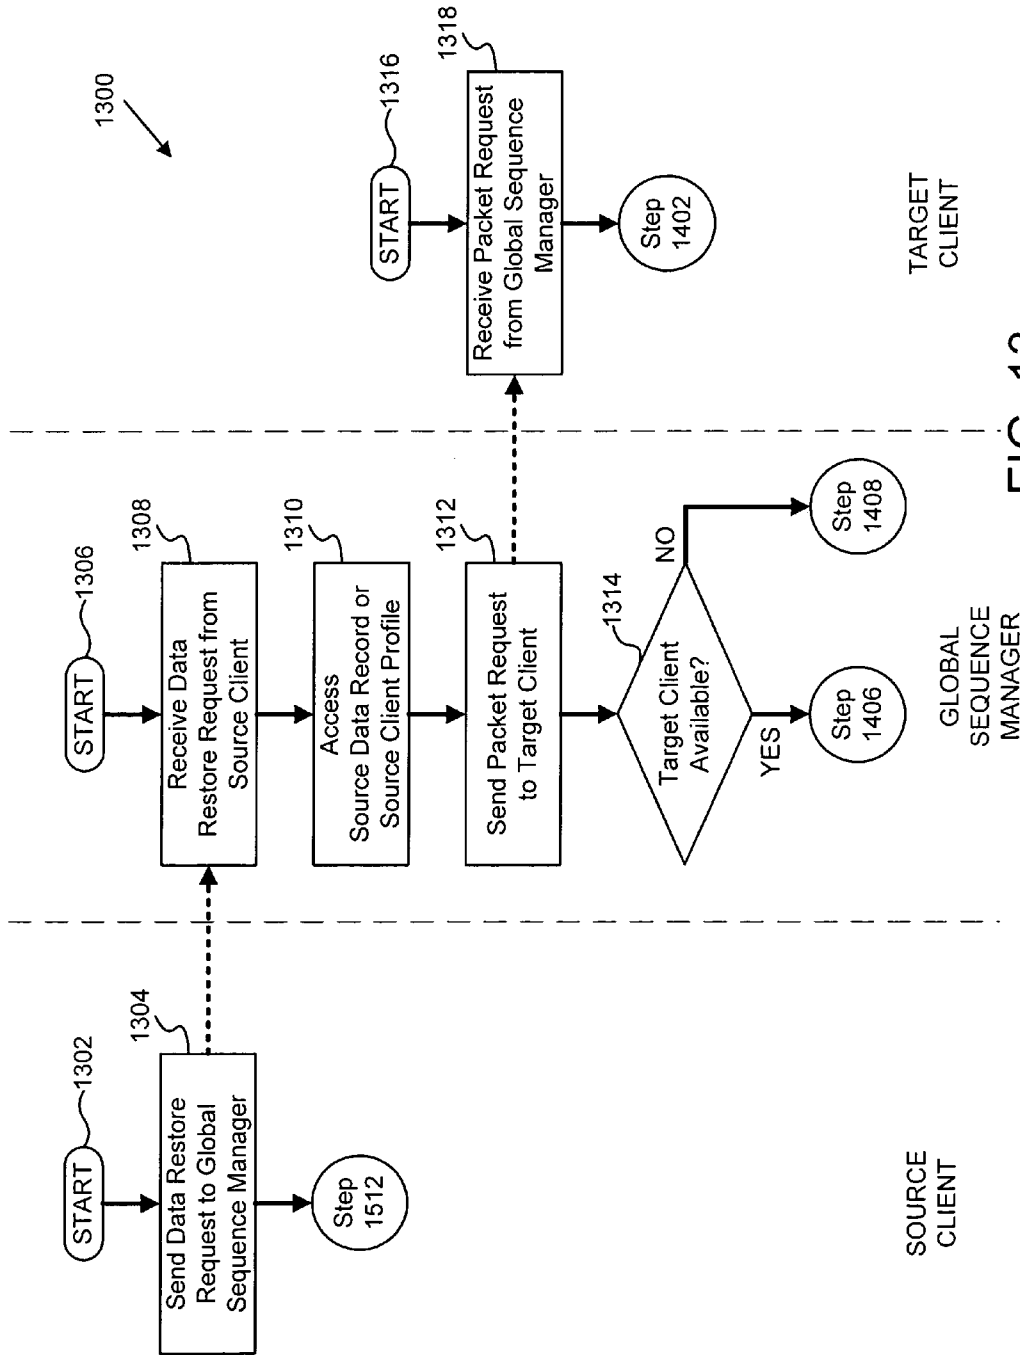 1300
START
1302
Send Data Restore
Request to Global
Sequence Manager
1304
Step
1512
SOURCE
CLIENT
START
1306
Receive Data
Restore Request from
Source Client
1308
Access
Source Data Record or
Source Client Profile
1310
Send Packet Request
to Target Client
1312
Target Client
Available?
1314
NO
YES
Step
1406
Step
1408
GLOBAL
SEQUENCE
MANAGER
START
1316
Receive Packet Request
from Global Sequence
Manager
1318
Step
1402
TARGET
CLIENT
FIG.